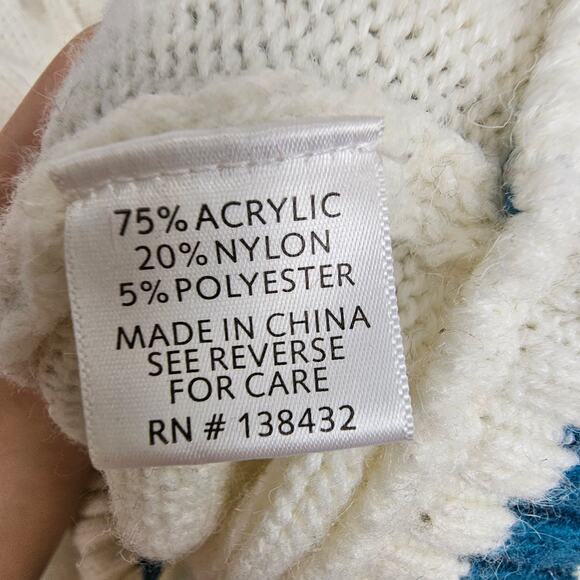 75% ACRYLIC
20% NYLON
5% POLYESTER
MADE IN CHINA
SEE REVERSE
FOR CARE
RN # 138432